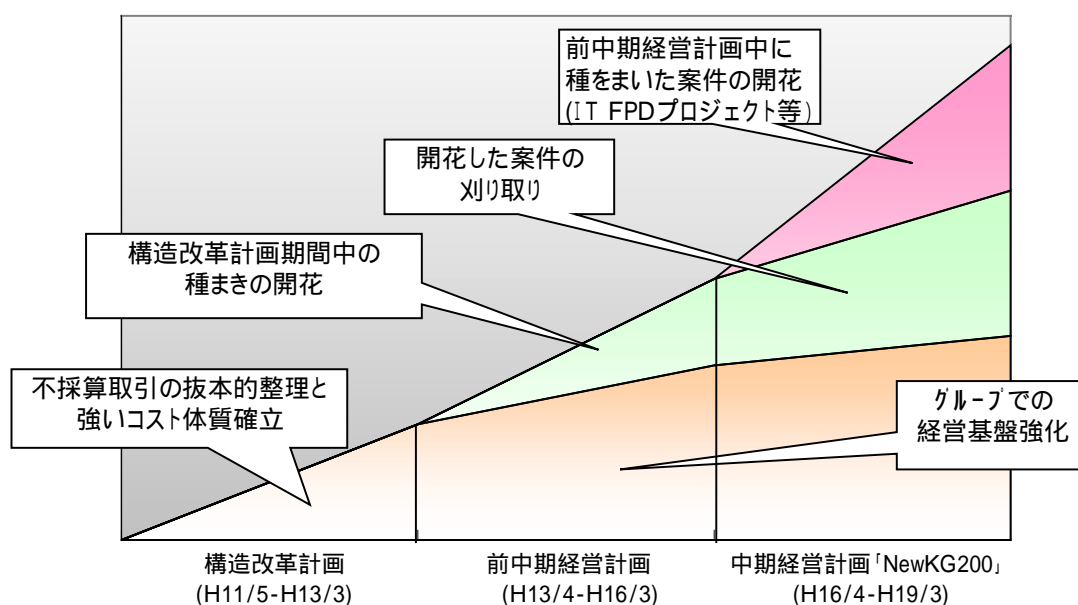 前中期経営計画中に
種をまいた案件の開花
(IT FPDプロジェクト等)
開花した案件の
刈り取り
構造改革計画期間中の
種まきの開花
不採算取引の抜本的整理と
強いコスト体質確立
グループでの
経営基盤強化
構造改革計画
(H11/5-H13/3)
前中期経営計画
(H13/4-H16/3)
中期経営計画「NewKG200」
(H16/4-H19/3)